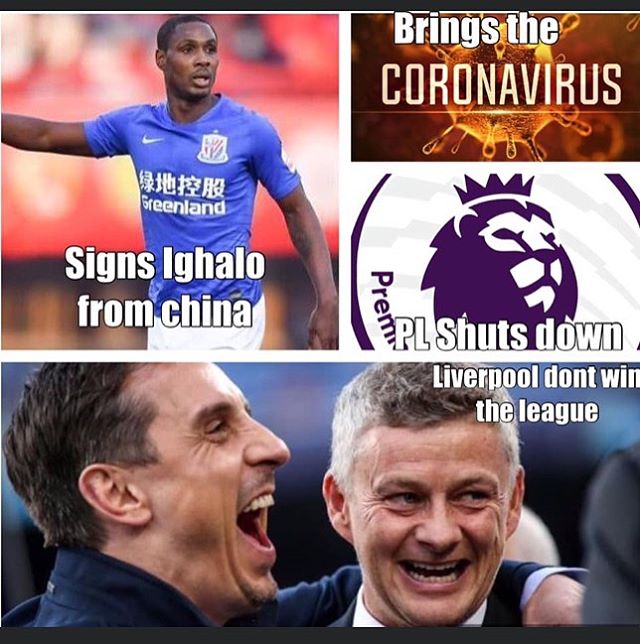 Brings the
CORONAVIRUS
绿地控股
Greenland
Signs Ighalo
from china
Premi
PL Shuts down
Liverpool dont win
the league